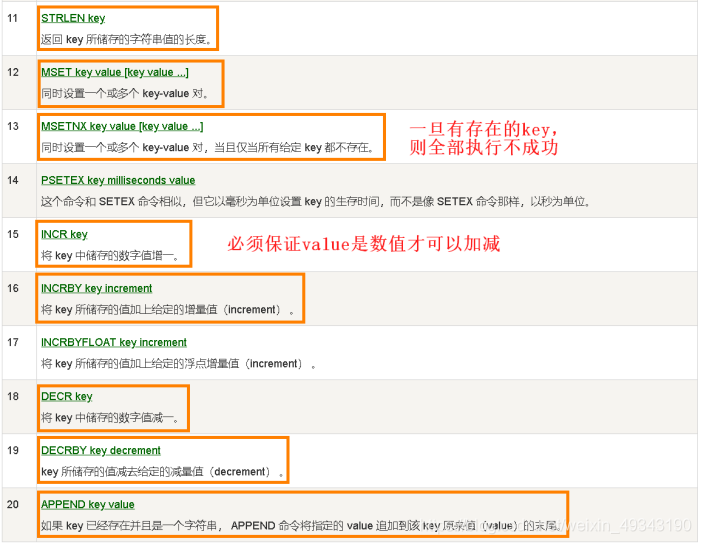 11
STRLEN key
返回 key 所储存的字符串值的长度。
12
MSET key value [key value ...]
同时设置一个或多个 key-value 对。
13
MSETNX key value [key value ...]
同时设置一个或多个 key-value 对，当且仅当所有给定 key 都不存在。
一旦有存在的key，
则全部执行不成功
14
PSETEX key milliseconds value
这个命令和 SETEX 命令相似，但它以毫秒为单位设置 key 的生存时间，而不是像 SETEX 命令那样，以秒为单位。
15
INCR key
将 key 中储存的数字值增一。
必须保证value是数值才可以加减
16
INCRBY key increment
将 key 所储存的值加上给定的增量值（increment） 。
17
INCRBYFLOAT key increment
将 key 所储存的值加上给定的浮点增量值（increment） 。
18
DECR key
将 key 中储存的数字值减一。
19
DECRBY key decrement
key 所储存的值减去给定的减量值（decrement） 。
20
APPEND key value
如果 key 已经存在并且是一个字符串， APPEND 命令将指定的 value 追加到该 key 原来值（value）的末尾。
weixin_49343190